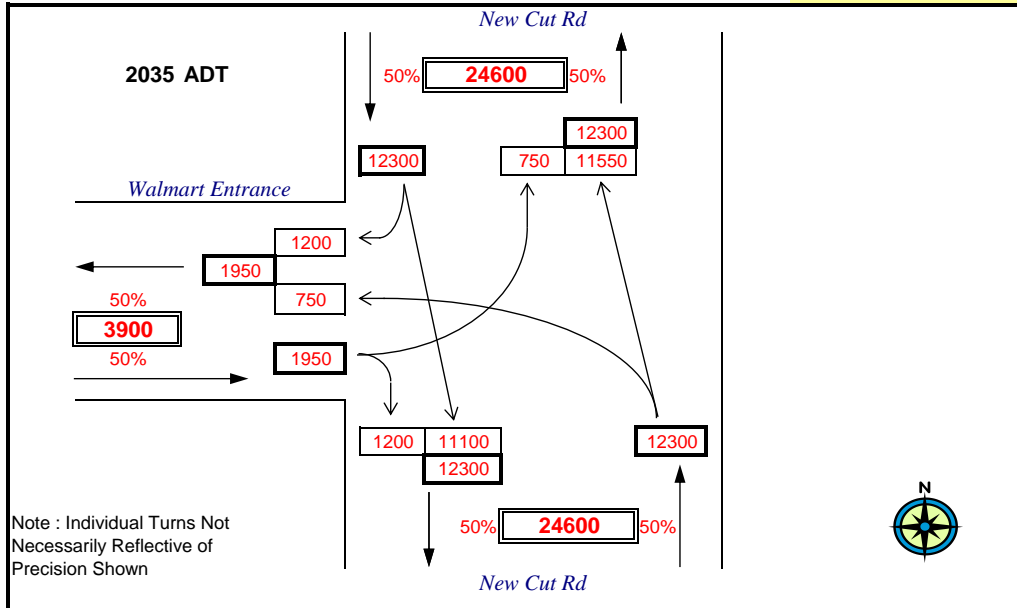 New Cut Rd
2035 ADT
50% 24600 50%
12300
12300
750 11550
Walmart Entrance
1200
1950
750
50%
3900
50%
1950
1200 11100
12300
12300
N
Note : Individual Turns Not
Necessarily Reflective of
Precision Shown
50% 24600 50%
New Cut Rd